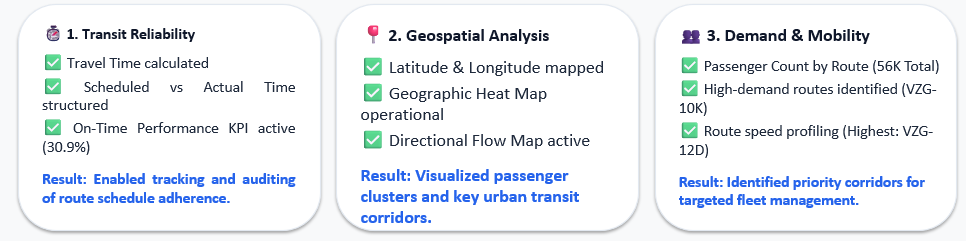 1. Transit Reliability
Travel Time calculated
Scheduled vs Actual Time
structured
On-Time Performance KPI active
(30.9%)
Result: Enabled tracking and auditing
of route schedule adherence.
2. Geospatial Analysis
Latitude & Longitude mapped
Geographic Heat Map
operational
Directional Flow Map active
Result: Visualized passenger
clusters and key urban transit
corridors.
3. Demand & Mobility
Passenger Count by Route (56K Total)
High-demand routes identified (VZG-
10K)
Route speed profiling (Highest: VZG-
12D)
Result: Identified priority corridors for
targeted fleet management.